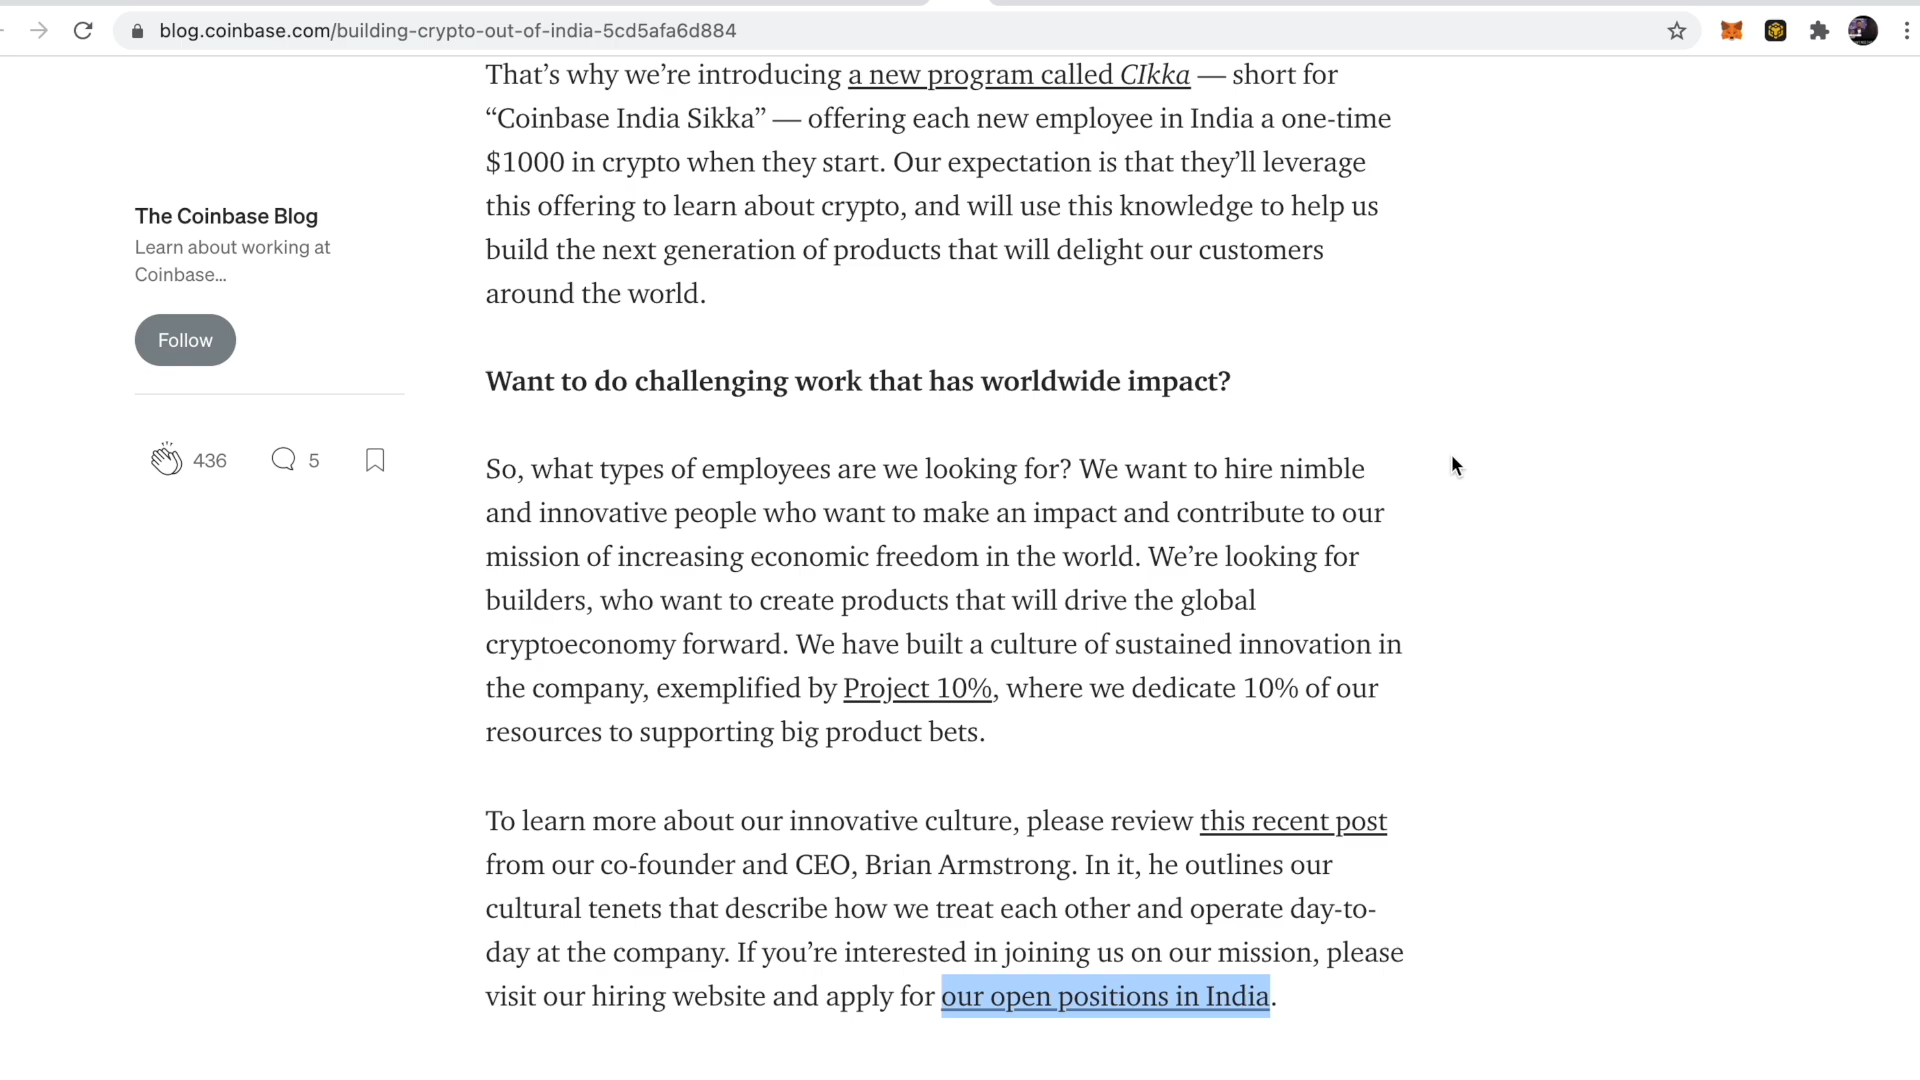 blog.coinbase.com/building-crypto-out-of-india-5cd5afa6d884
That’s why we’re introducing a new program called CIkka — short for
“Coinbase India Sikka” — offering each new employee in India a one-time
$1000 in crypto when they start. Our expectation is that they’ll leverage
this offering to learn about crypto, and will use this knowledge to help us
build the next generation of products that will delight our customers
around the world.
The Coinbase Blog
Learn about working at
Coinbase...
Follow
436
5
Want to do challenging work that has worldwide impact?
So, what types of employees are we looking for? We want to hire nimble
and innovative people who want to make an impact and contribute to our
mission of increasing economic freedom in the world. We’re looking for
builders, who want to create products that will drive the global
cryptoeconomy forward. We have built a culture of sustained innovation in
the company, exemplified by Project 10%, where we dedicate 10% of our
resources to supporting big product bets.
To learn more about our innovative culture, please review this recent post
from our co-founder and CEO, Brian Armstrong. In it, he outlines our
cultural tenets that describe how we treat each other and operate day-to-
day at the company. If you’re interested in joining us on our mission, please
visit our hiring website and apply for our open positions in India.